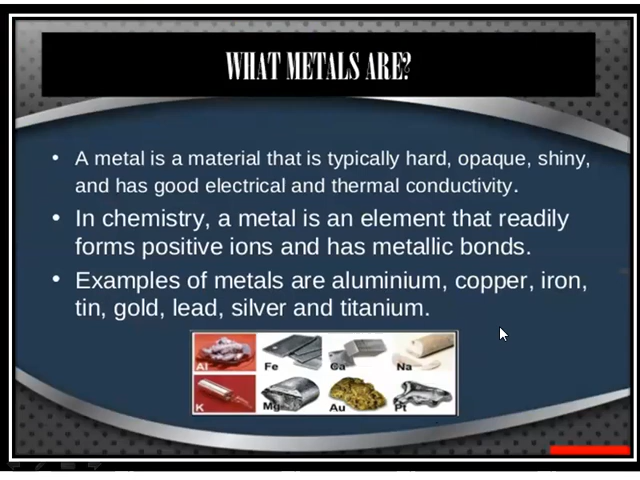 WHAT METALS ARE?
• A metal is a material that is typically hard, opaque, shiny,
and has good electrical and thermal conductivity.
• In chemistry, a metal is an element that readily
forms positive ions and has metallic bonds.
• Examples of metals are aluminium, copper, iron,
tin, gold, lead, silver and titanium.
Al Fe Ca Na
K Mg Au Pt